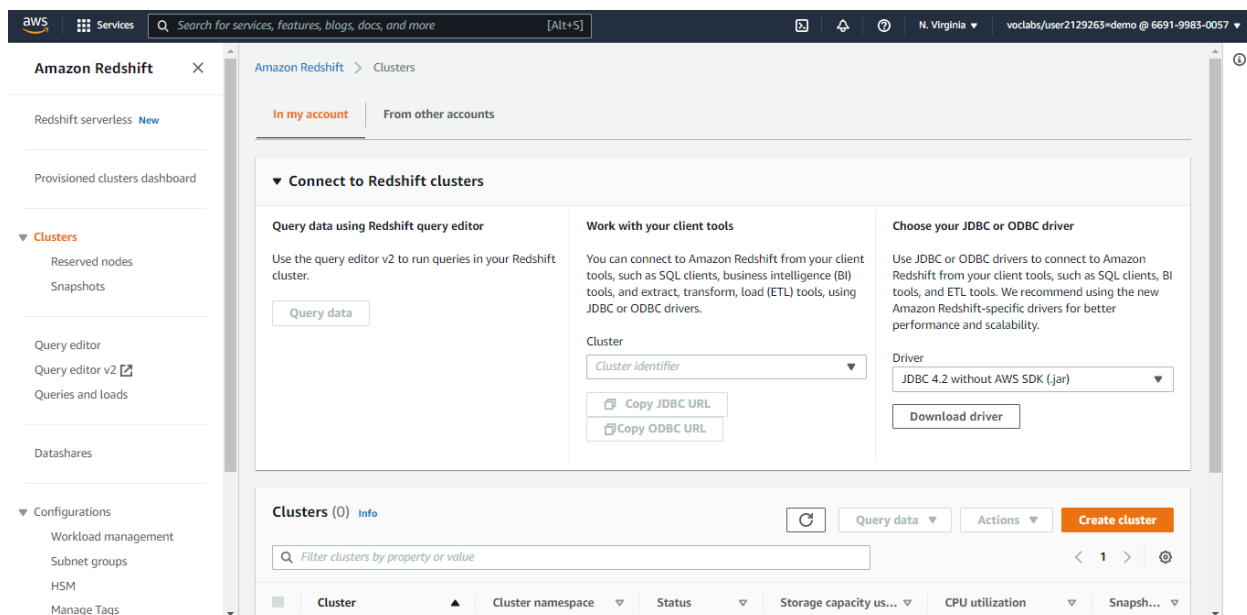 aws
Services
Search for services, features, blogs, docs, and more
[Alt+S]
N. Virginia
voclabs/user2129263=demo @ 6691-9983-0057
Amazon Redshift
Redshift serverless New
Provisioned clusters dashboard
Clusters
Reserved nodes
Snapshots
Query editor
Query editor v2
Queries and loads
Datashares
Configurations
Workload management
Subnet groups
HSM
Manage Tags
Amazon Redshift > Clusters
In my account
From other accounts
Connect to Redshift clusters
Query data using Redshift query editor
Use the query editor v2 to run queries in your Redshift
cluster.
Query data
Work with your client tools
You can connect to Amazon Redshift from your client
tools, such as SQL clients, business intelligence (BI)
tools, and extract, transform, load (ETL) tools, using
JDBC or ODBC drivers.
Cluster
Cluster identifier
Copy JDBC URL
Copy ODBC URL
Choose your JDBC or ODBC driver
Use JDBC or ODBC drivers to connect to Amazon
Redshift from your client tools, such as SQL clients, BI
tools, and ETL tools. We recommend using the new
Amazon Redshift-specific drivers for better
performance and scalability.
Driver
JDBC 4.2 without AWS SDK (.jar)
Download driver
Clusters (0) Info
Query data
Actions
Create cluster
Filter clusters by property or value
< 1 >
Cluster
Cluster namespace
Status
Storage capacity us...
CPU utilization
Snapsh...